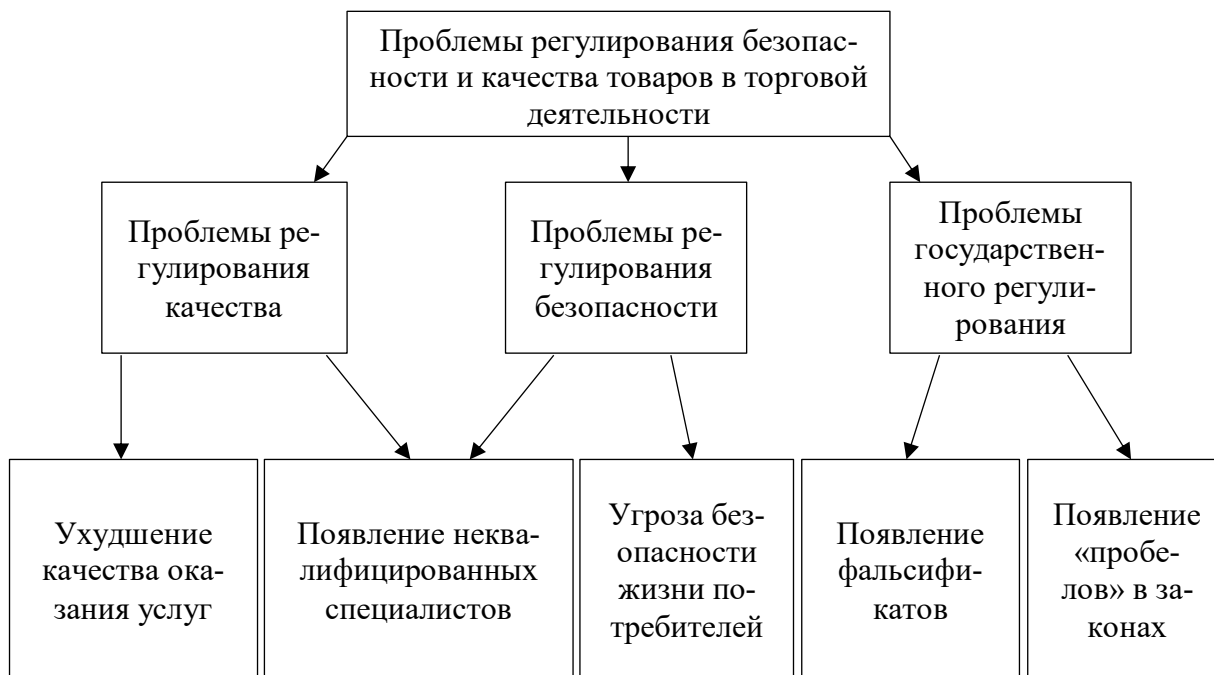 Проблемы регулирования безопас-
ности и качества товаров в торговой
деятельности
Проблемы ре-
гулирования
качества
Проблемы ре-
гулирования
безопасности
Проблемы
государствен-
ного регули-
рования
Ухудшение
качества ока-
зания услуг
Появление неква-
лифицированных
специалистов
Угроза без-
опасности
жизни по-
требителей
Появление
фальсифи-
катов
Появление
«пробе-
лов» в за-
конах